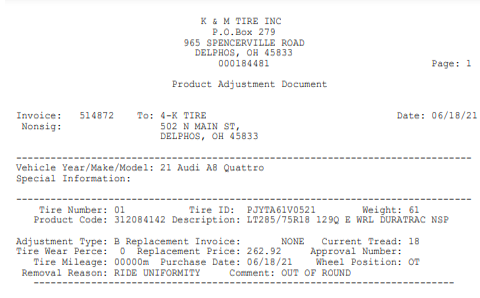 K & M TIRE INC
P.O.Box 279
965 SPENCERVILLE ROAD
DELPHOS, OH 45833
000184481 Page: 1
Product Adjustment Document
Invoice: 514872 To: 4-K TIRE Date: 06/18/21
Nonsig: 502 N MAIN ST,
DELPHOS, OH 45833
Vehicle Year/Make/Model: 21 Audi A8 Quattro
Special Information:
Tire Number: 01 Tire ID: PJYTA61V0521 Weight: 61
Product Code: 312084142 Description: LT285/75R18 129Q E WRL DURATRAC NSP
Adjustment Type: B Replacement Invoice: NONE Current Tread: 18
Tire Wear Perce: 0 Replacement Price: 262.92 Approval Number:
Tire Mileage: 00000m Purchase Date: 06/18/21 Wheel Position: OT
Removal Reason: RIDE UNIFORMITY Comment: OUT OF ROUND